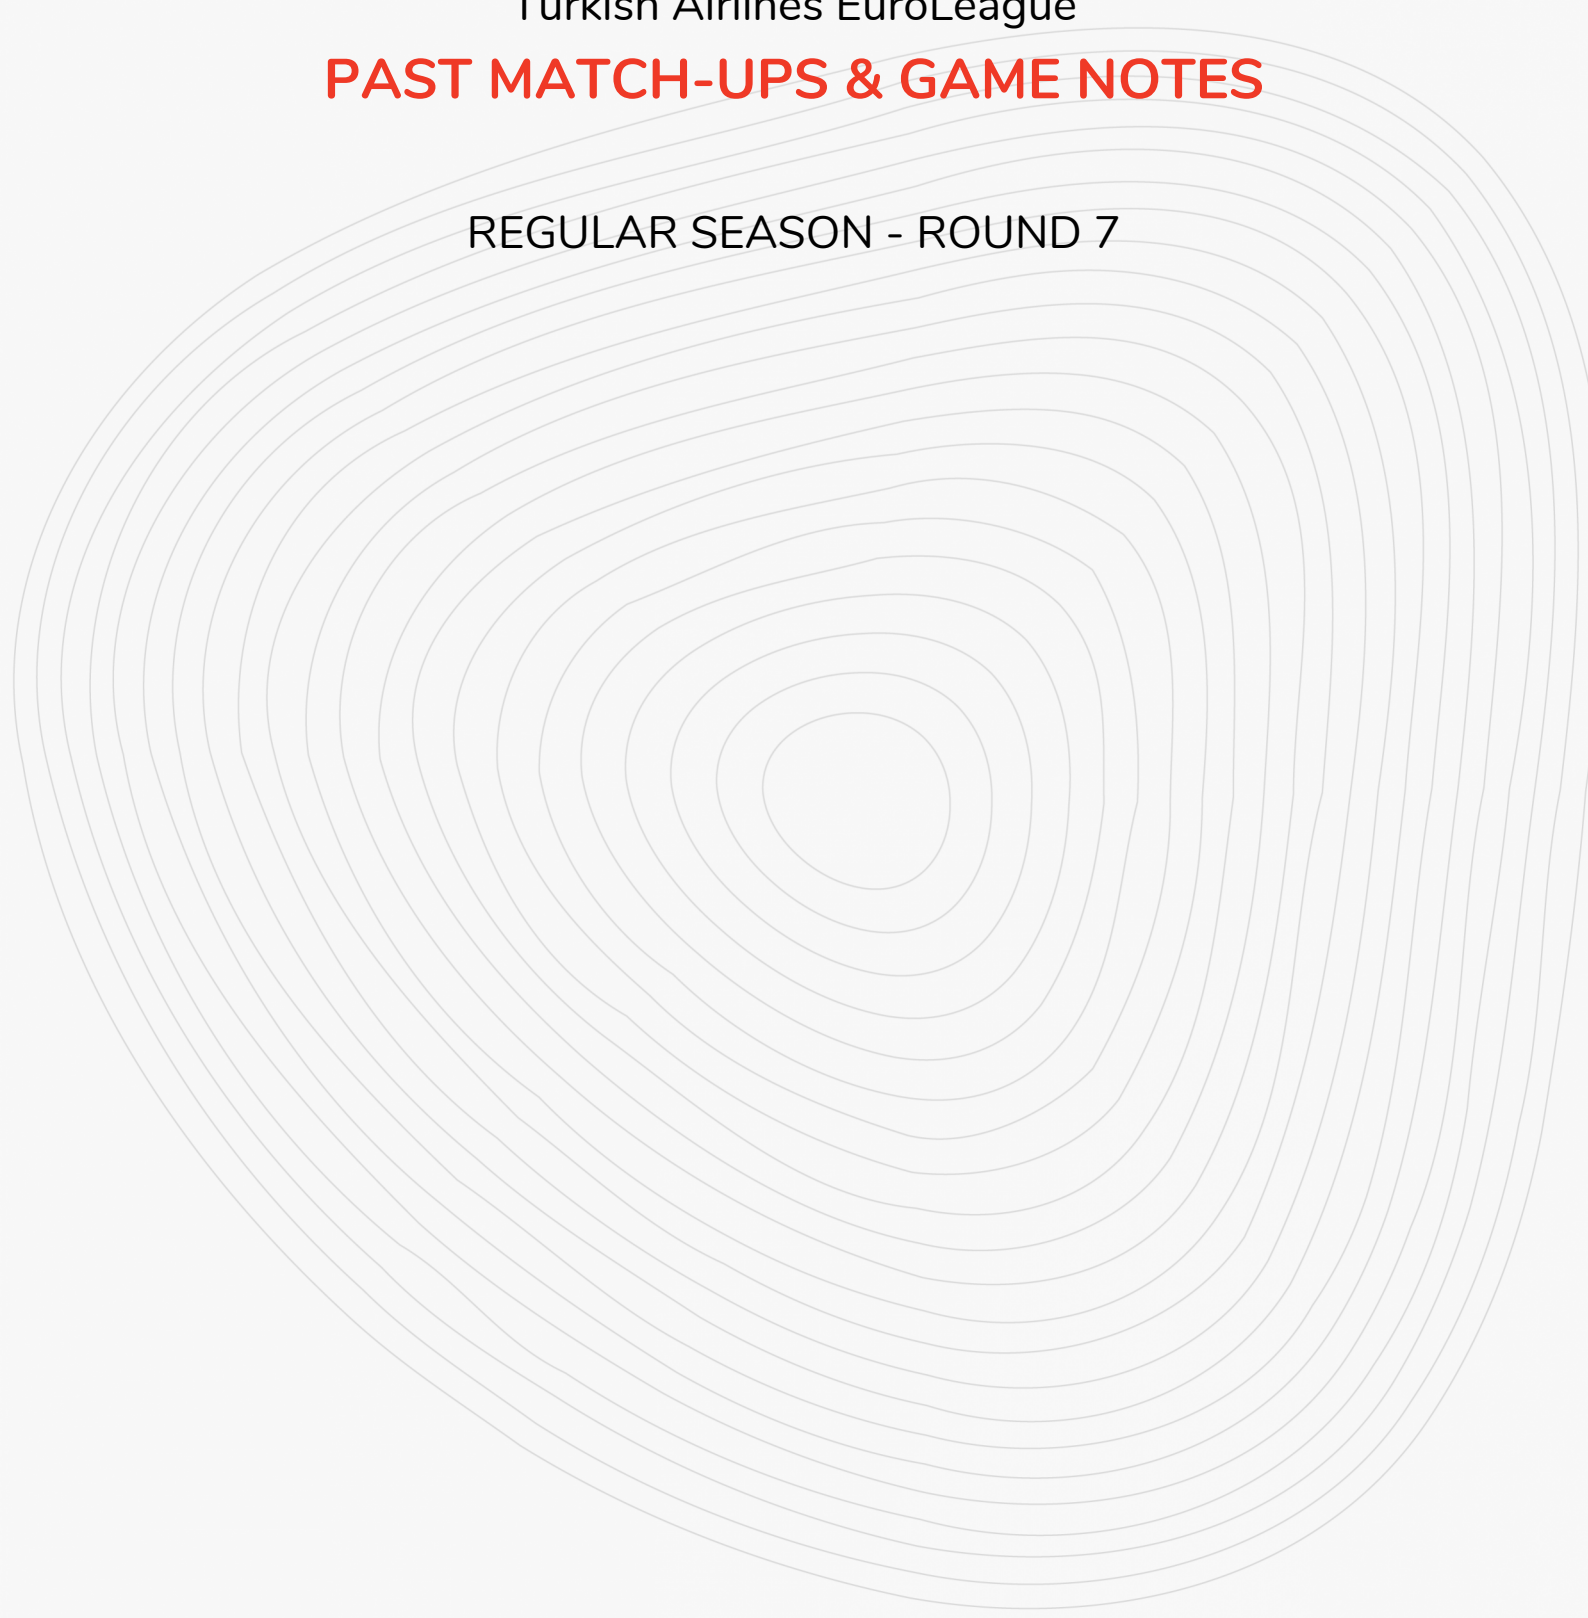 Turkish Airlines EuroLeague
PAST MATCH-UPS & GAME NOTES
REGULAR SEASON - ROUND 7